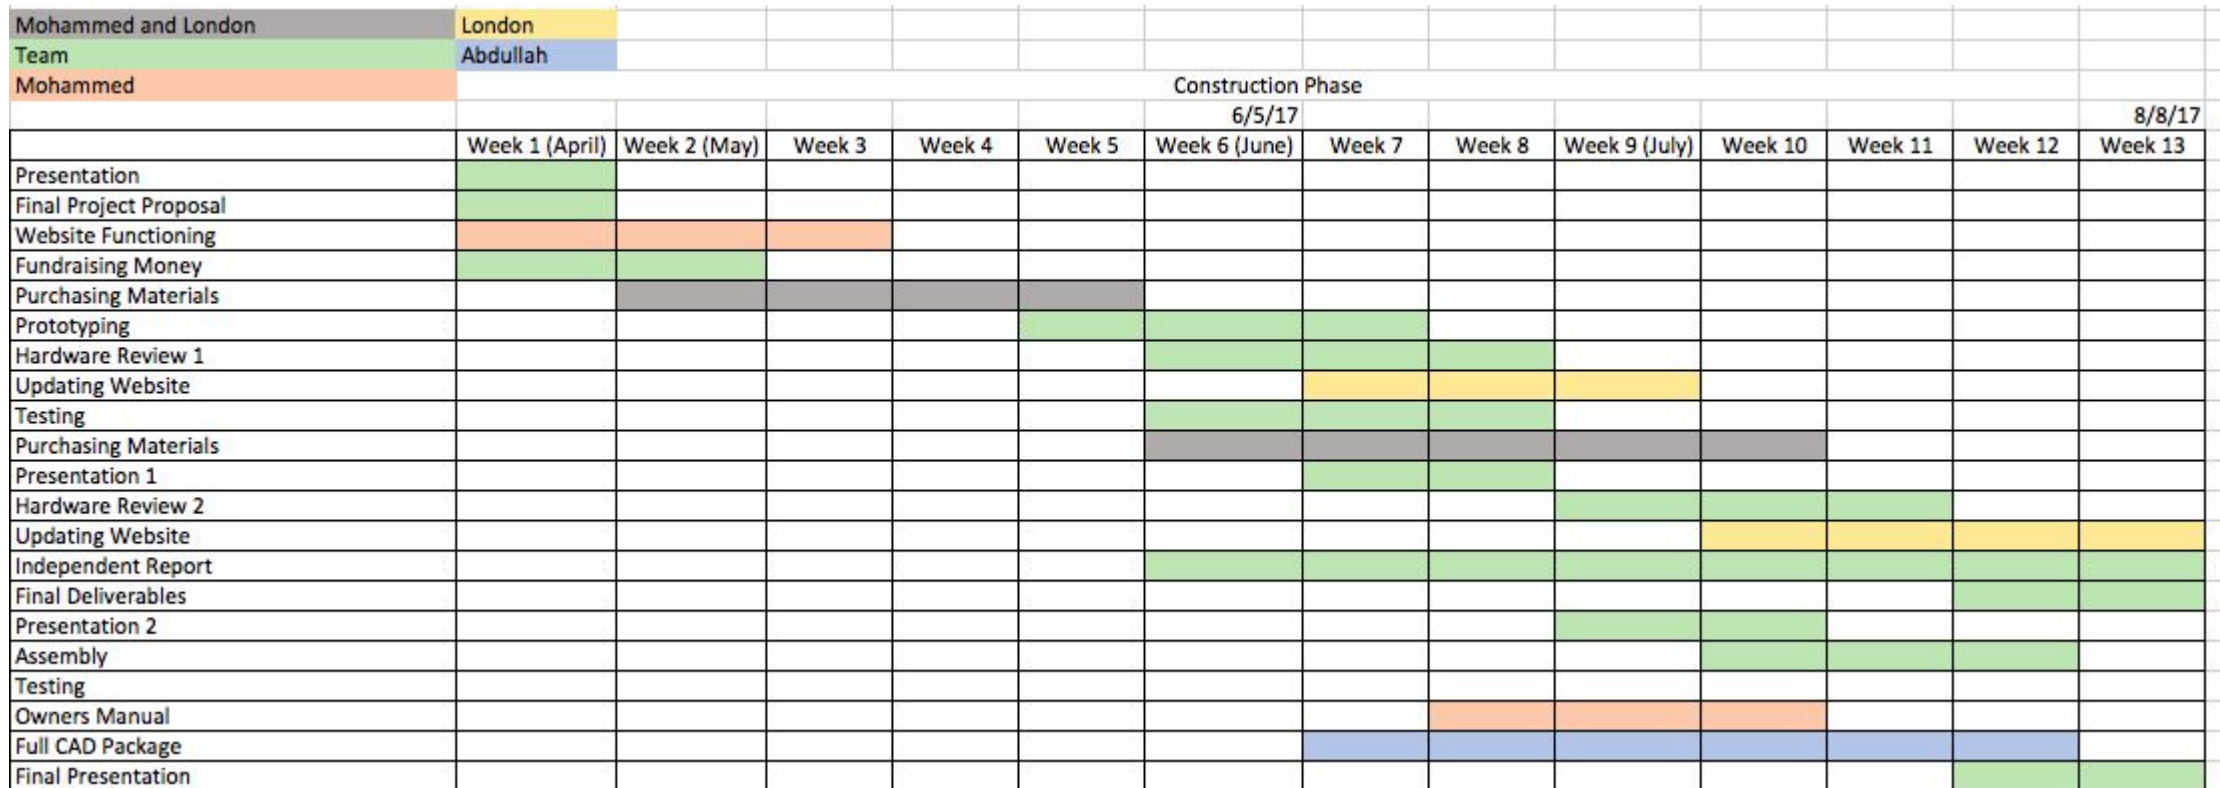 Mohammed and London London
Team Abdullah
Mohammed Construction Phase
6/5/17 8/8/17
Week 1 (April) Week 2 (May) Week 3 Week 4 Week 5 Week 6 (June) Week 7 Week 8 Week 9 (July) Week 10 Week 11 Week 12 Week 13
Presentation
Final Project Proposal
Website Functioning
Fundraising Money
Purchasing Materials
Prototyping
Hardware Review 1
Updating Website
Testing
Purchasing Materials
Presentation 1
Hardware Review 2
Updating Website
Independent Report
Final Deliverables
Presentation 2
Assembly
Testing
Owners Manual
Full CAD Package
Final Presentation